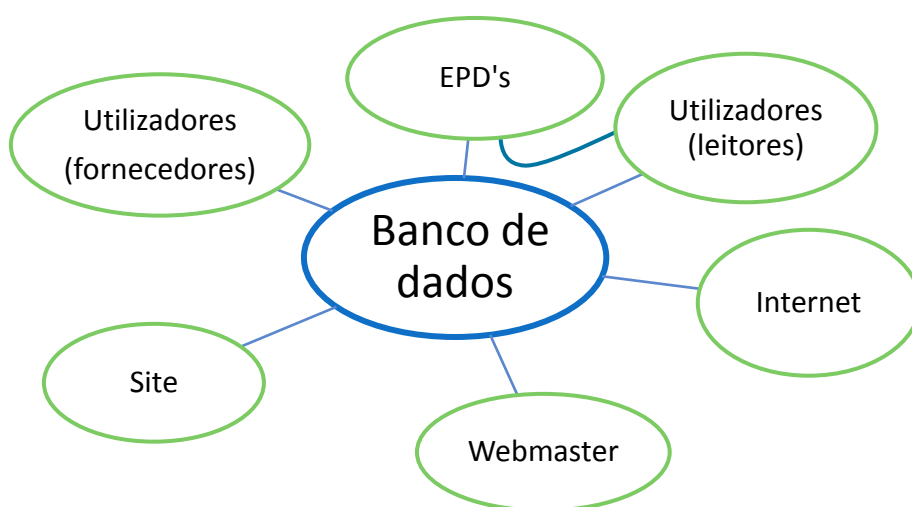 EPD's
Utilizadores
(fornecedores)
Utilizadores
(leitores)
Banco de
dados
Internet
Site
Webmaster